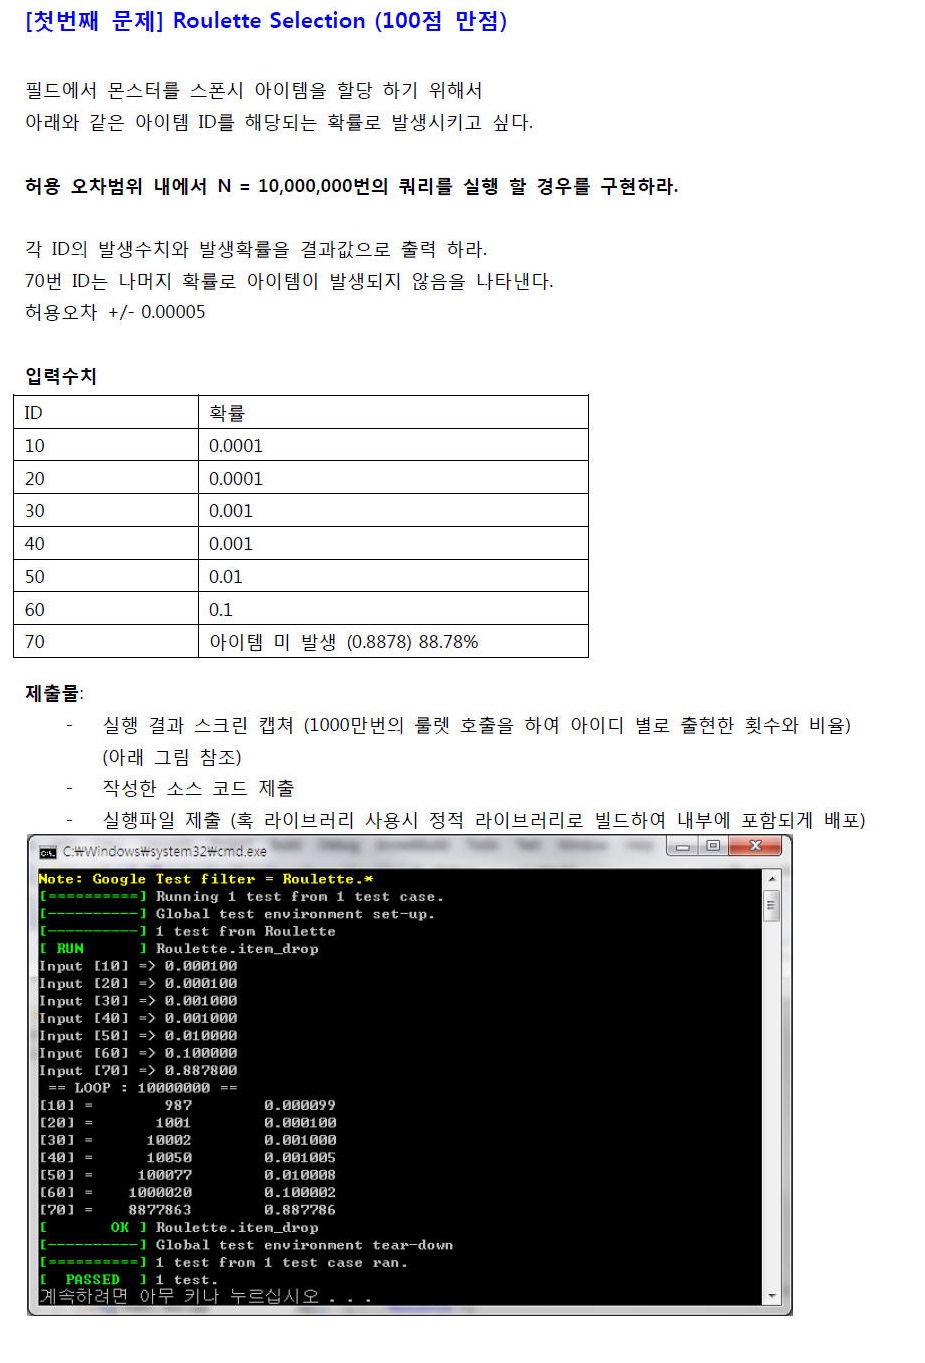 [첫번째 문제] Roulette Selection (100점 만점)
필드에서 몬스터를 스폰시 아이템을 할당 하기 위해서
아래와 같은 아이템 ID를 해당되는 확률로 발생시키고 싶다.
허용 오차범위 내에서 N = 10,000,000번의 쿼리를 실행 할 경우를 구현하라.
각 ID의 발생수치와 발생확률을 결과값으로 출력 하라.
70번 ID는 나머지 확률로 아이템이 발생되지 않음을 나타낸다.
허용오차 +/- 0.00005
입력수치
ID 확률
10 0.0001
20 0.0001
30 0.001
40 0.001
50 0.01
60 0.1
70 아이템 미 발생 (0.8878) 88.78%
제출물:
- 실행 결과 스크린 캡쳐 (1000만번의 룰렛 호출을 하여 아이디 별로 출현한 횟수와 비율)
(아래 그림 참조)
- 작성한 소스 코드 제출
- 실행파일 제출 (혹 라이브러리 사용시 정적 라이브러리로 빌드하여 내부에 포함되게 배포)
C:₩Windows₩system32₩cmd.exe
Note: Google Test filter = Roulette.*
[==========] Running 1 test from 1 test case.
[----------] Global test environment set-up.
[----------] 1 test from Roulette
[ RUN      ] Roulette.item_drop
Input [10] => 0.000100
Input [20] => 0.000100
Input [30] => 0.001000
Input [40] => 0.001000
Input [50] => 0.010000
Input [60] => 0.100000
Input [70] => 0.887800
== LOOP : 10000000 ==
[10] = 987 0.000099
[20] = 1001 0.000100
[30] = 10002 0.001000
[40] = 10050 0.001005
[50] = 100077 0.010008
[60] = 1000020 0.100002
[70] = 8877863 0.887786
[       OK ] Roulette.item_drop
[----------] Global test environment tear-down
[==========] 1 test from 1 test case ran.
[  PASSED  ] 1 test.
계속하려면 아무 키나 누르십시오 . . .